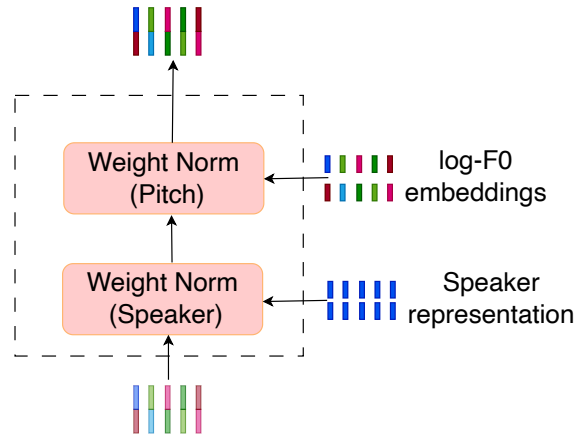 Weight Norm
(Pitch)
log-F0
embeddings
Weight Norm
(Speaker)
Speaker
representation